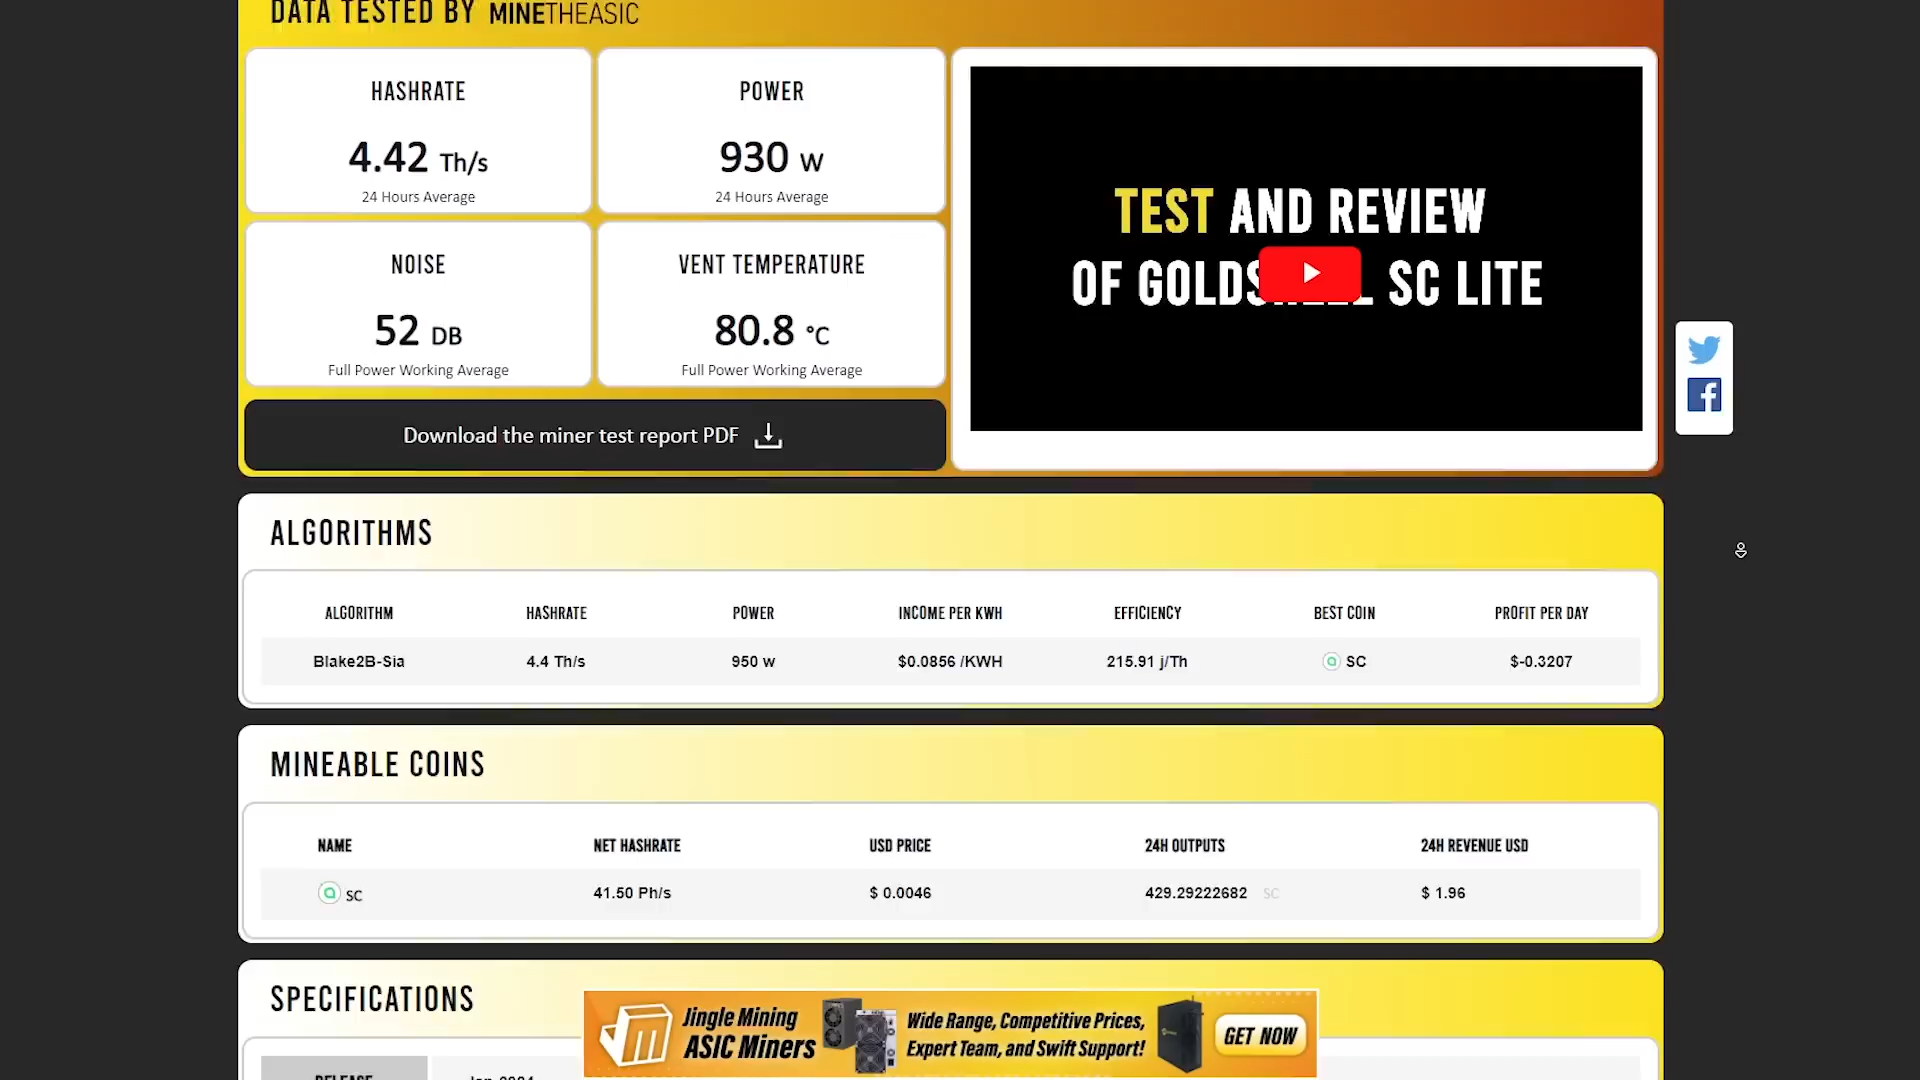 DATA TESTED BY MINETHEASIC
HASHRATE
4.42 Th/s
24 Hours Average
POWER
930 W
24 Hours Average
NOISE
52 DB
Full Power Working Average
VENT TEMPERATURE
80.8 °C
Full Power Working Average
Download the miner test report PDF
TEST AND REVIEW
OF SC LITE
ALGORITHMS
ALGORITHM HASHRATE POWER INCOME PER KWH EFFICIENCY BEST COIN PROFIT PER DAY
Blake2B-Sia 4.4 Th/s 950 w $0.0856 /KWH 215.91 j/Th SC $-0.3207
MINEABLE COINS
NAME NET HASHRATE USD PRICE 24H OUTPUTS 24H REVENUE USD
SC 41.50 Ph/s $ 0.0046 429.29222682 SC $ 1.96
SPECIFICATIONS
Jingle Mining
ASIC Miners
Wide Range, Competitive Prices,
Expert Team, and Swift Support!
GET NOW
RELEASE